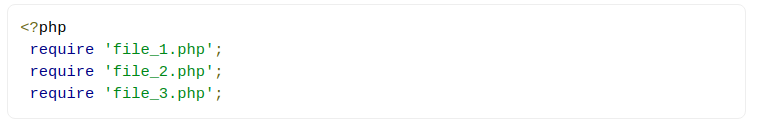 <?php
require 'file_1.php';
require 'file_2.php';
require 'file_3.php';